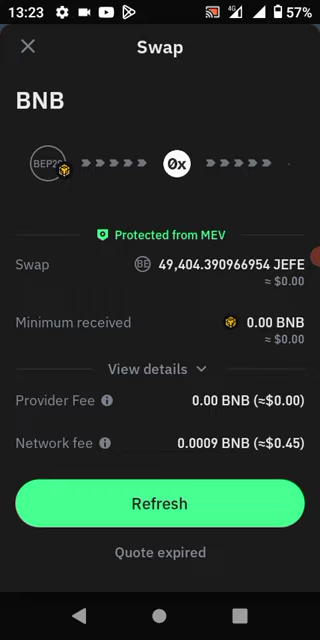 13:23 4G 57%
Swap
BNB
BEP20 0x
Protected from MEV
Swap BE 49,404.390966954 JEFE
≈ $0.00
Minimum received 0.00 BNB
≈ $0.00
View details
Provider Fee 0.00 BNB (≈$0.00)
Network fee 0.0009 BNB (≈$0.45)
Refresh
Quote expired